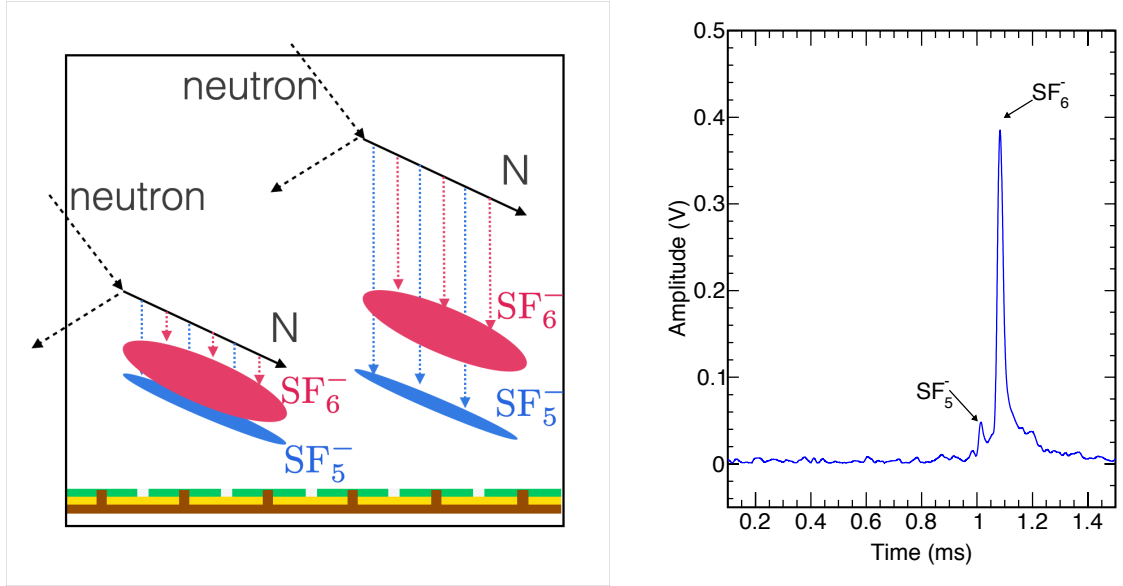 neutron
N
neutron
SF₆⁻
SF₅⁻
N
SF₆⁻
SF₅⁻
0.5
0.4
0.3
0.2
0.1
0
Amplitude (V)
SF₆⁻
SF₅⁻
0.2 0.4 0.6 0.8 1 1.2 1.4
Time (ms)